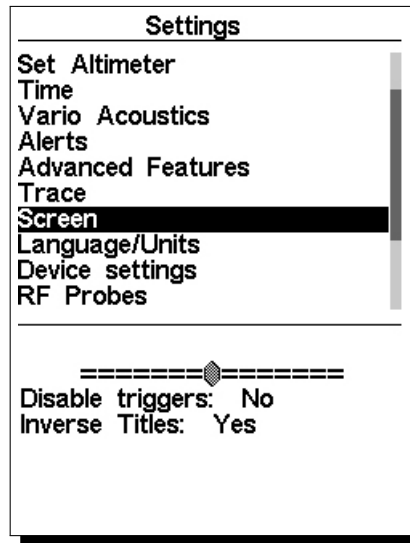 Settings
Set Altimeter
Time
Vario Acoustics
Alerts
Advanced Features
Trace
Screen
Language/Units
Device settings
RF Probes
Disable triggers: No
Inverse Titles: Yes